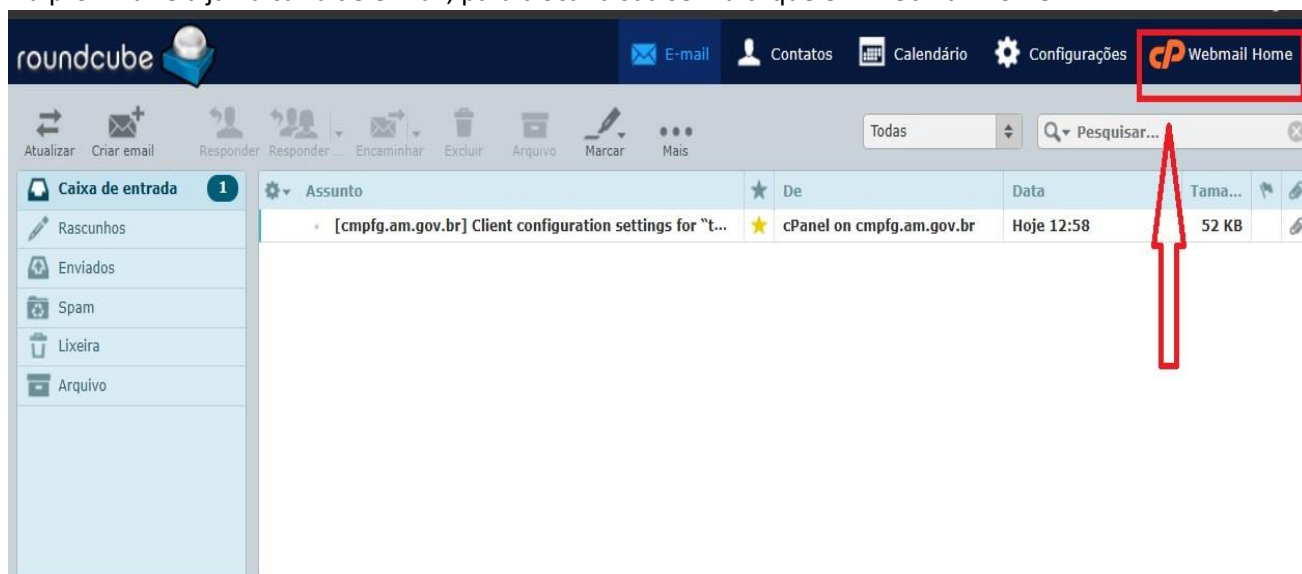 roundcube
E-mail Contatos Calendário Configurações cP Webmail Home
Atualizar Criar email Responder Responder ... Encaminhar Excluir Arquivo Marcar Mais Todas Pesquisar...
Caixa de entrada 1 Assunto De Data Tama...
Rascunhos [cmpfg.am.gov.br] Client configuration settings for “t... cPanel on cmpfg.am.gov.br Hoje 12:58 52 KB
Enviados
Spam
Lixeira
Arquivo